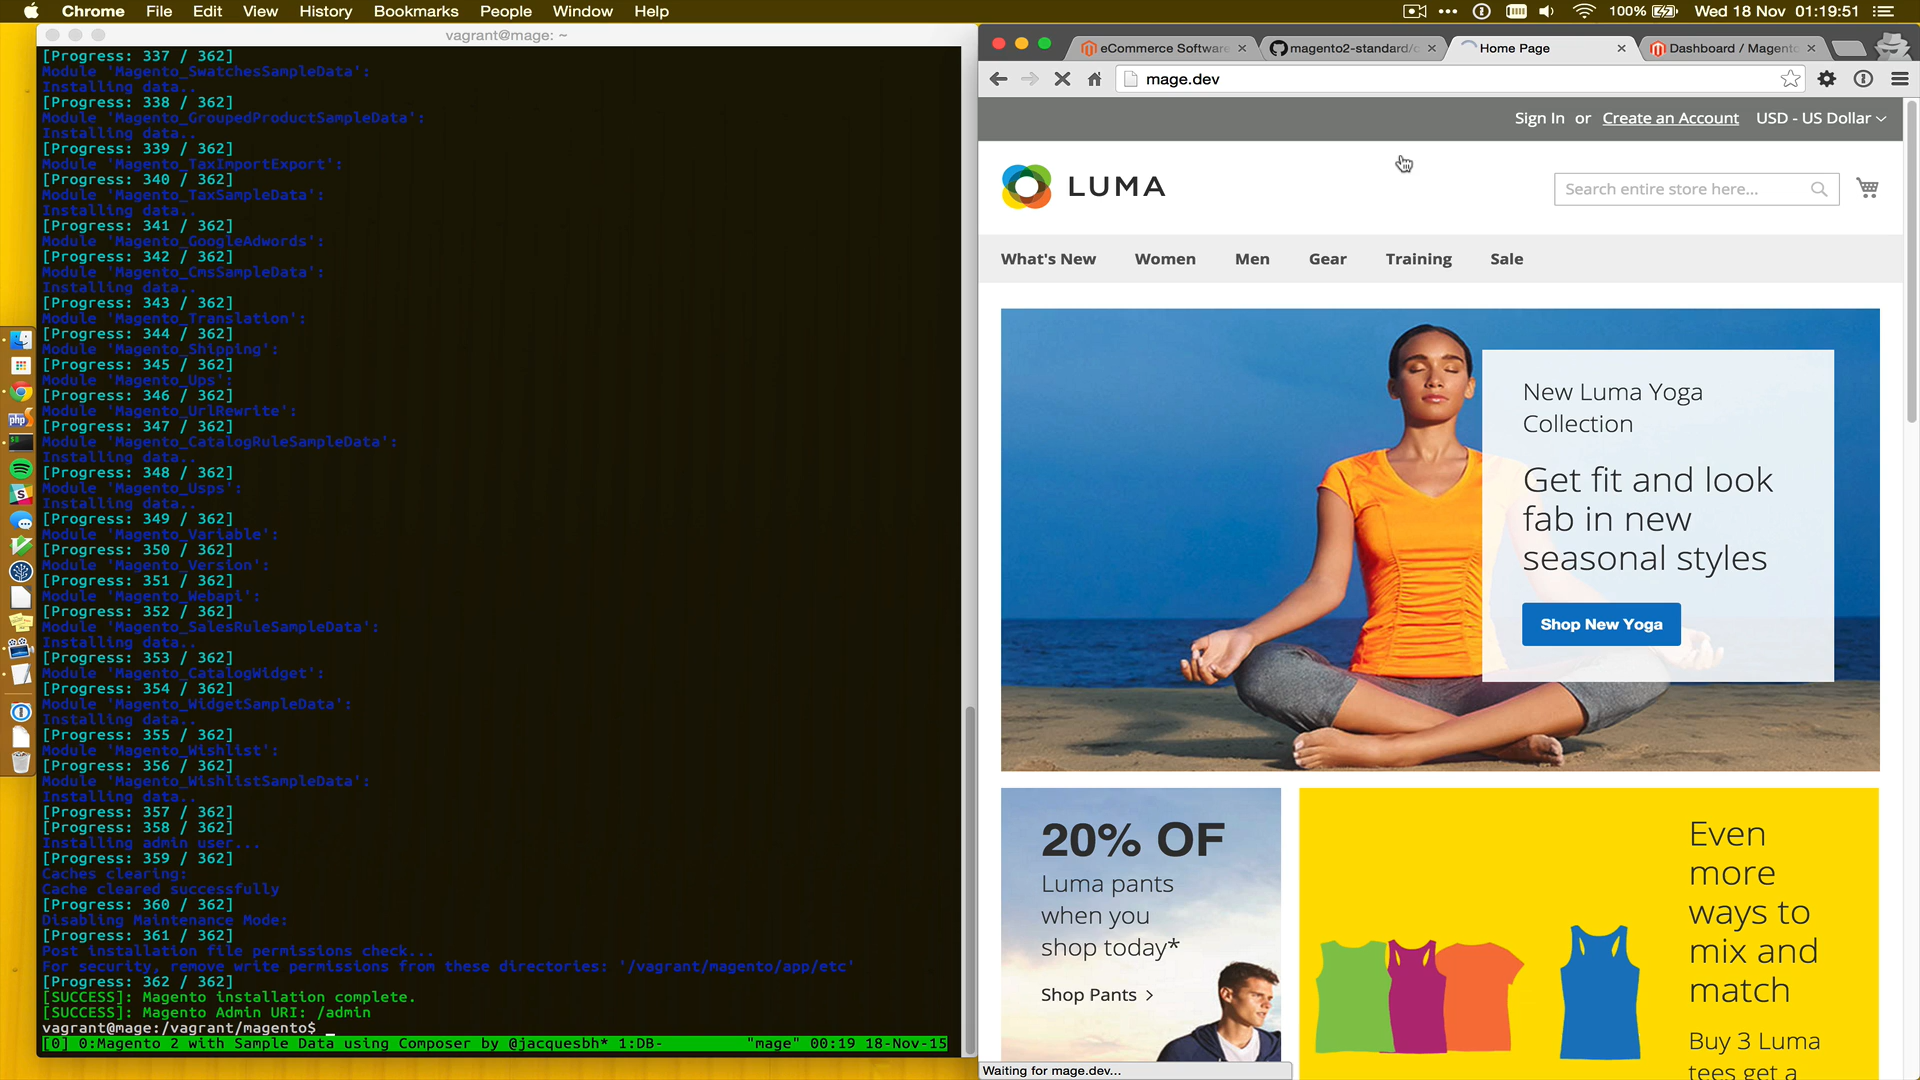 Chrome File Edit View History Bookmarks People Window Help
100% Wed 18 Nov 01:19:51
vagrant@mage: ~
[Progress: 337 / 362]
Module 'Magento_SwatchesSampleData':
Installing data..
[Progress: 338 / 362]
Module 'Magento_GroupedProductSampleData':
Installing data..
[Progress: 339 / 362]
Module 'Magento_TaxImportExport':
[Progress: 340 / 362]
Module 'Magento_TaxSampleData':
Installing data..
[Progress: 341 / 362]
Module 'Magento_GoogleAdwords':
[Progress: 342 / 362]
Module 'Magento_CmsSampleData':
Installing data..
[Progress: 343 / 362]
Module 'Magento_Translation':
[Progress: 344 / 362]
Module 'Magento_Shipping':
[Progress: 345 / 362]
Module 'Magento_Ups':
[Progress: 346 / 362]
Module 'Magento_UrlRewrite':
[Progress: 347 / 362]
Module 'Magento_CatalogRuleSampleData':
Installing data..
[Progress: 348 / 362]
Module 'Magento_Usps':
Installing data..
[Progress: 349 / 362]
Module 'Magento_Variable':
[Progress: 350 / 362]
Module 'Magento_Version':
[Progress: 351 / 362]
Module 'Magento_Webapi':
[Progress: 352 / 362]
Module 'Magento_SalesRuleSampleData':
Installing data..
[Progress: 353 / 362]
Module 'Magento_CatalogWidget':
[Progress: 354 / 362]
Module 'Magento_WidgetSampleData':
Installing data..
[Progress: 355 / 362]
Module 'Magento_Wishlist':
[Progress: 356 / 362]
Module 'Magento_WishlistSampleData':
Installing data..
[Progress: 357 / 362]
[Progress: 358 / 362]
Installing admin user...
[Progress: 359 / 362]
Caches clearing:
Cache cleared successfully
[Progress: 360 / 362]
Disabling Maintenance Mode:
[Progress: 361 / 362]
Post installation file permissions check...
For security, remove write permissions from these directories: '/vagrant/magento/app/etc'
[Progress: 362 / 362]
[SUCCESS]: Magento installation complete.
[SUCCESS]: Magento Admin URI: /admin
vagrant@mage:/vagrant/magento$ _
[0] 0:Magento 2 with Sample Data using Composer by @jacquesbh* 1:DB- "mage" 00:19 18-Nov-15
eCommerce Software
magento2-standard/c
Home Page
Dashboard / Magento
mage.dev
Sign In or Create an Account USD - US Dollar
LUMA
Search entire store here...
What's New Women Men Gear Training Sale
New Luma Yoga
Collection
Get fit and look
fab in new
seasonal styles
Shop New Yoga
20% OF
Luma pants
when you
shop today*
Shop Pants >
Even
more
ways to
mix and
match
Buy 3 Luma
tees get a
Waiting for mage.dev...
php